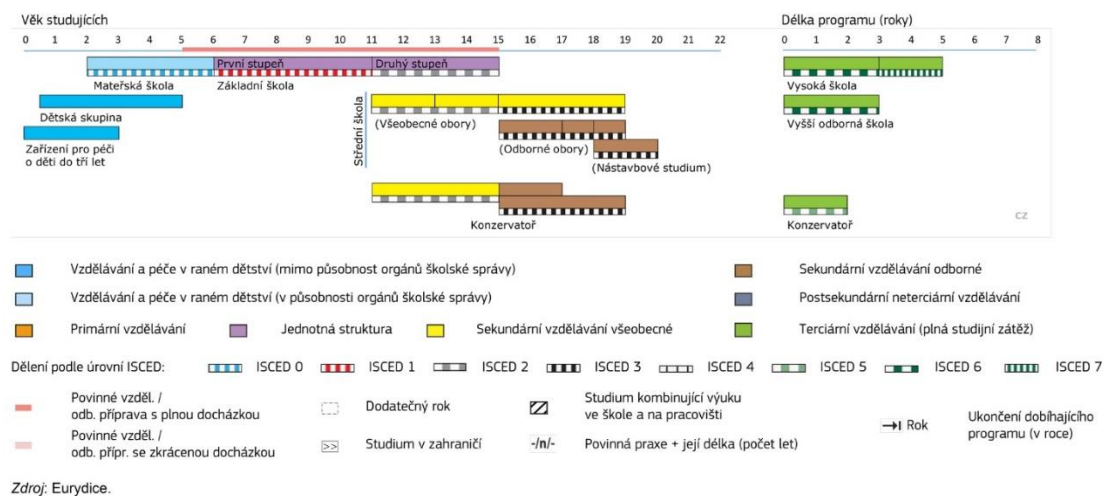 Věk studujících
Délka programu (roky)
0 1 2 3 4 5 6 7 8 9 10 11 12 13 14 15 16 17 18 19 20 21 22
0 1 2 3 4 5 6 7 8
První stupeň
Druhý stupeň
Mateřská škola
Základní škola
Vysoká škola
Dětská skupina
(Všeobecné obory)
Vyšší odborná škola
Zařízení pro péči
o děti do tří let
Střední škola
(Odborné obory)
(Nástavbové studium)
Konzervatoř
Konzervatoř
CZ
Vzdělávání a péče v raném dětství (mimo působnost orgánů školské správy)
Sekundární vzdělávání odborné
Vzdělávání a péče v raném dětství (v působnosti orgánů školské správy)
Postsekundární neterciární vzdělávání
Primární vzdělávání
Jednotná struktura
Sekundární vzdělávání všeobecné
Terciární vzdělávání (plná studijní zátěž)
Dělení podle úrovní ISCED:
ISCED 0
ISCED 1
ISCED 2
ISCED 3
ISCED 4
ISCED 5
ISCED 6
ISCED 7
Povinné vzděl. /
odb. příprava s plnou docházkou
Dodatečný rok
Studium kombinující výuku
ve škole a na pracovišti
Rok
Ukončení dobíhajícího
programu (v roce)
Povinné vzděl. /
odb. přípr. se zkrácenou docházkou
>>
Studium v zahraničí
-/n/-
Povinná praxe + její délka (počet let)
Zdroj: Eurydice.